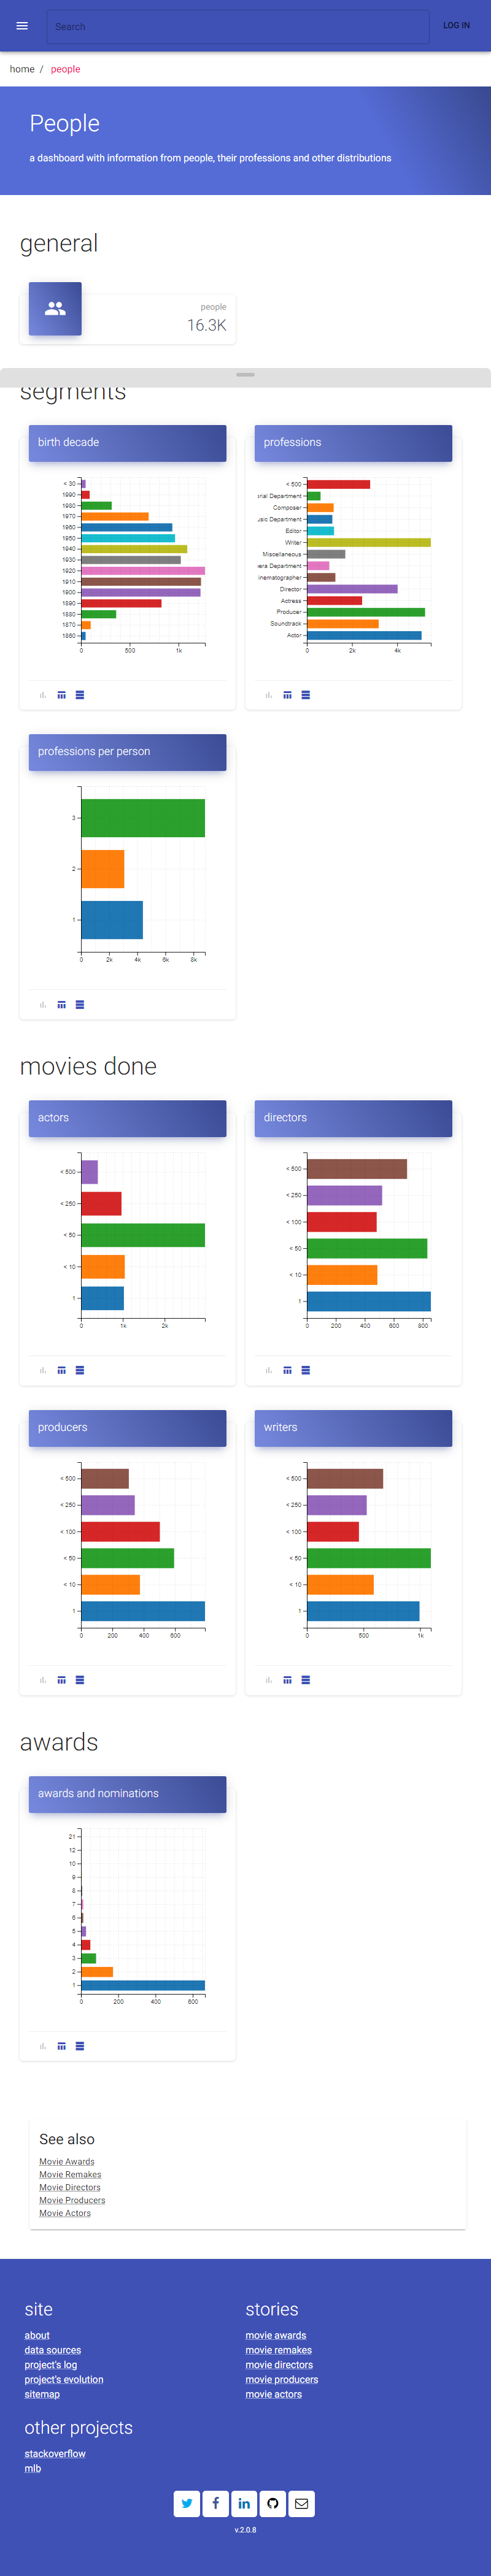 Search
LOG IN
home / people
People
a dashboard with information from people, their professions and other distributions
general
people
16.3K
segments
birth decade
< 30
1990
1980
1970
1960
1950
1940
1930
1920
1910
1900
1890
1880
1870
1860
0 500 1k
professions
< 500
rial Department
Composer
usic Department
Editor
Writer
Miscellaneous
era Department
inematographer
Director
Actress
Producer
Soundtrack
Actor
0 2k 4k
professions per person
3
2
1
0 2k 4k 6k 8k
movies done
actors
< 500
< 250
< 50
< 10
1
0 1k 2k
directors
< 500
< 250
< 100
< 50
< 10
1
0 200 400 600 800
producers
< 500
< 250
< 100
< 50
< 10
1
0 200 400 600
writers
< 500
< 250
< 100
< 50
< 10
1
0 500 1k
awards
awards and nominations
21
12
10
9
8
7
6
5
4
3
2
1
0 200 400 600
See also
Movie Awards
Movie Remakes
Movie Directors
Movie Producers
Movie Actors
site
about
data sources
project's log
project's evolution
sitemap
stories
movie awards
movie remakes
movie directors
movie producers
movie actors
other projects
stackoverflow
mlb
v.2.0.8